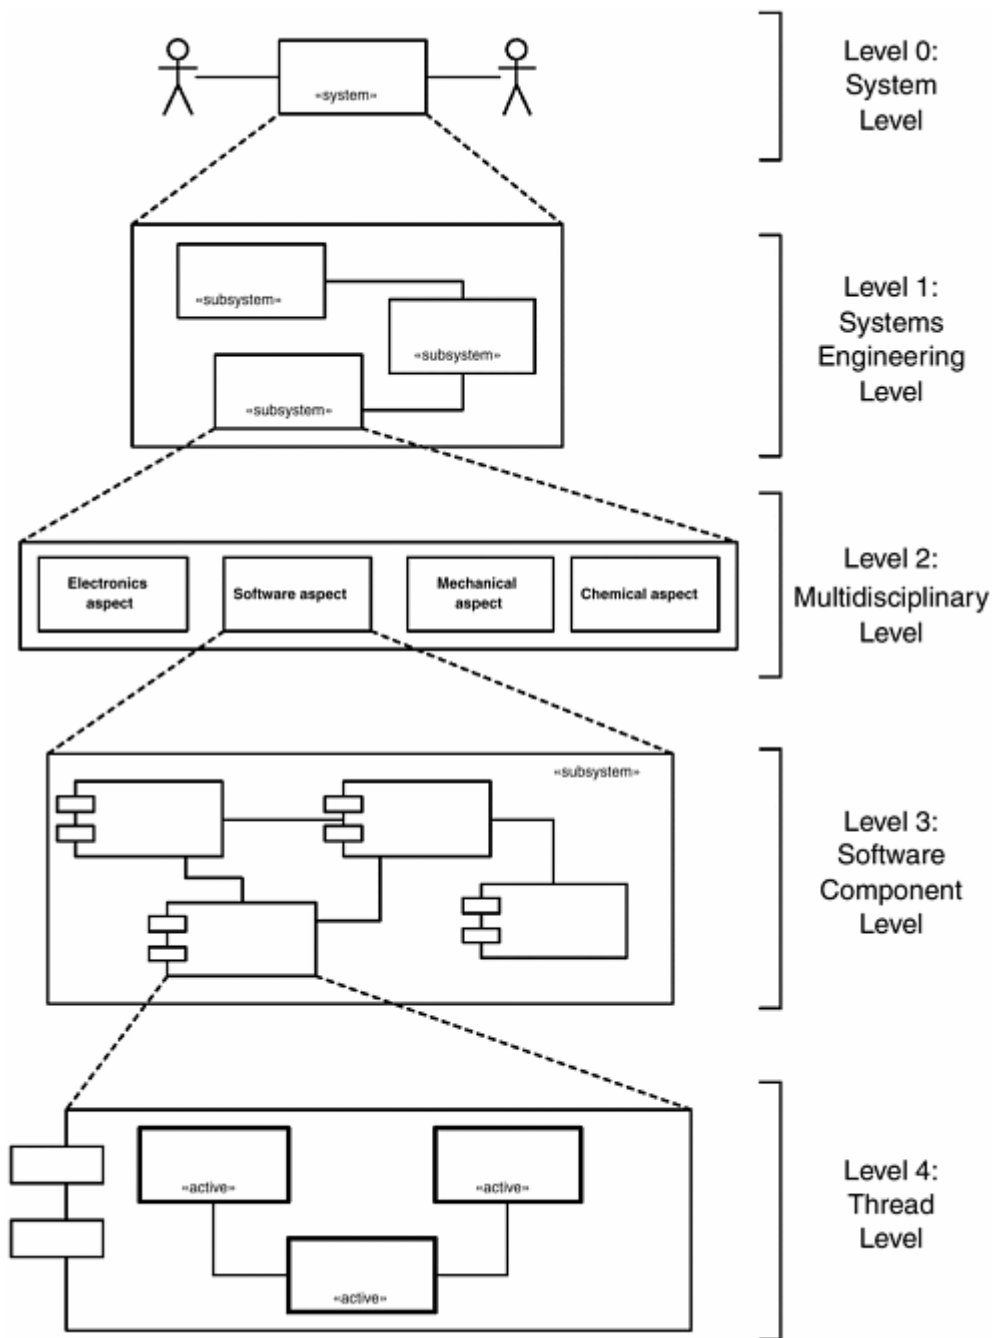 Level 0:
System
Level
«system»
Level 1:
Systems
Engineering
Level
«subsystem»
«subsystem»
«subsystem»
Level 2:
Multidisciplinary
Level
Electronics
aspect
Software aspect
Mechanical
aspect
Chemical aspect
Level 3:
Software
Component
Level
«subsystem»
Level 4:
Thread
Level
«active»
«active»
«active»